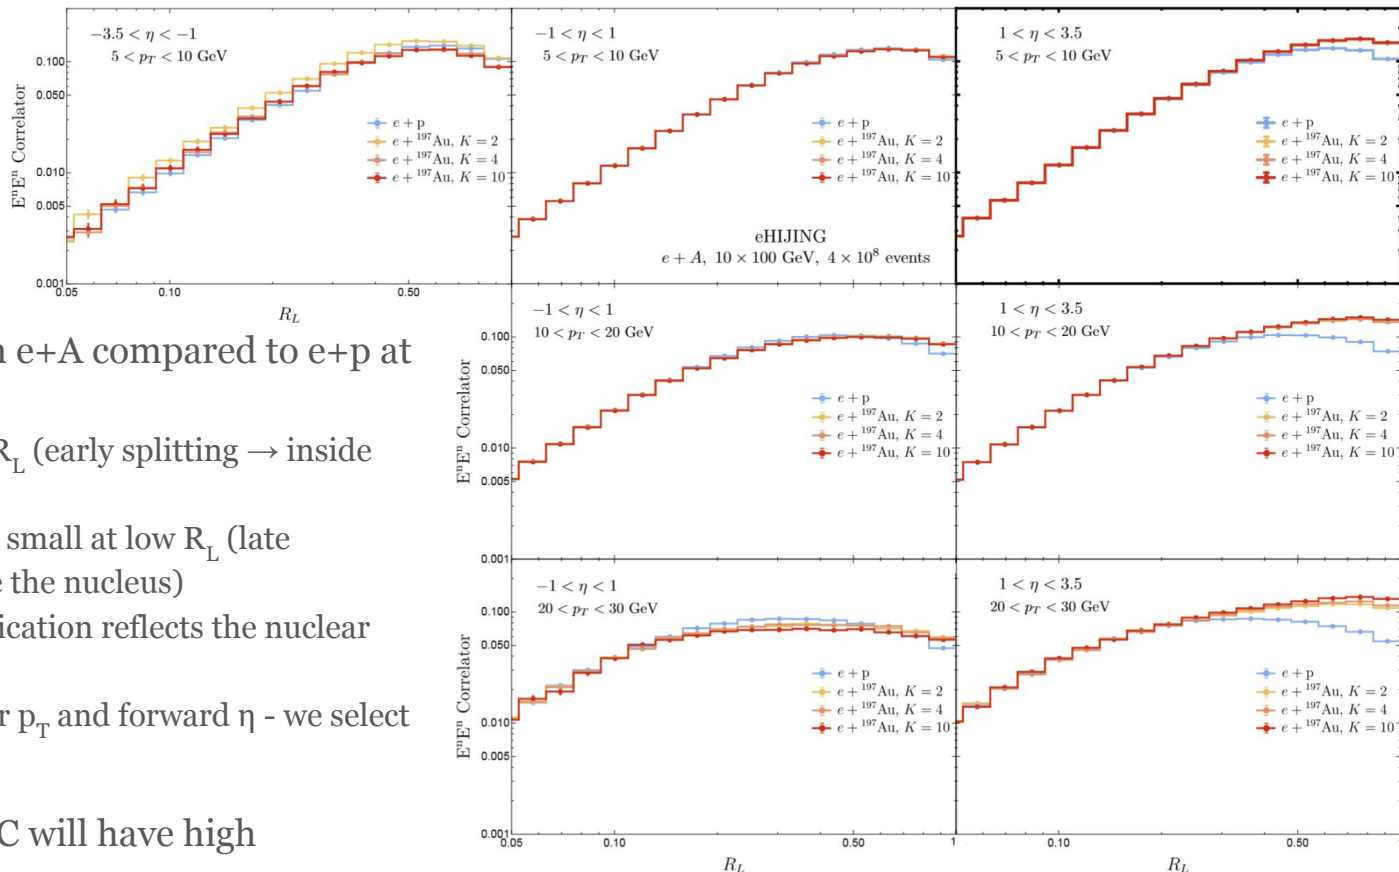 −3.5 < η < −1
5 < p_T < 10 GeV
e + p
e + ¹⁹⁷Au, K = 2
e + ¹⁹⁷Au, K = 4
e + ¹⁹⁷Au, K = 10
EⁿEⁿ Correlator
0.100
0.050
0.010
0.005
0.001
0.05
0.10
0.50
R_L
−1 < η < 1
5 < p_T < 10 GeV
e + p
e + ¹⁹⁷Au, K = 2
e + ¹⁹⁷Au, K = 4
e + ¹⁹⁷Au, K = 10
eHIJING
e + A, 10 × 100 GeV, 4 × 10⁸ events
1 < η < 3.5
5 < p_T < 10 GeV
e + p
e + ¹⁹⁷Au, K = 2
e + ¹⁹⁷Au, K = 4
e + ¹⁹⁷Au, K = 10
n e+A compared to e+p at
R_L (early splitting → inside
small at low R_L (late
e the nucleus)
ication reflects the nuclear
r p_T and forward η - we select
C will have high
−1 < η < 1
10 < p_T < 20 GeV
e + p
e + ¹⁹⁷Au, K = 2
e + ¹⁹⁷Au, K = 4
e + ¹⁹⁷Au, K = 10
EⁿEⁿ Correlator
0.100
0.050
0.010
0.005
0.001
1 < η < 3.5
10 < p_T < 20 GeV
e + p
e + ¹⁹⁷Au, K = 2
e + ¹⁹⁷Au, K = 4
e + ¹⁹⁷Au, K = 10
−1 < η < 1
20 < p_T < 30 GeV
e + p
e + ¹⁹⁷Au, K = 2
e + ¹⁹⁷Au, K = 4
e + ¹⁹⁷Au, K = 10
EⁿEⁿ Correlator
0.100
0.050
0.010
0.005
0.001
0.05
0.10
0.50
R_L
1 < η < 3.5
20 < p_T < 30 GeV
e + p
e + ¹⁹⁷Au, K = 2
e + ¹⁹⁷Au, K = 4
e + ¹⁹⁷Au, K = 10
0.10
0.50
R_L